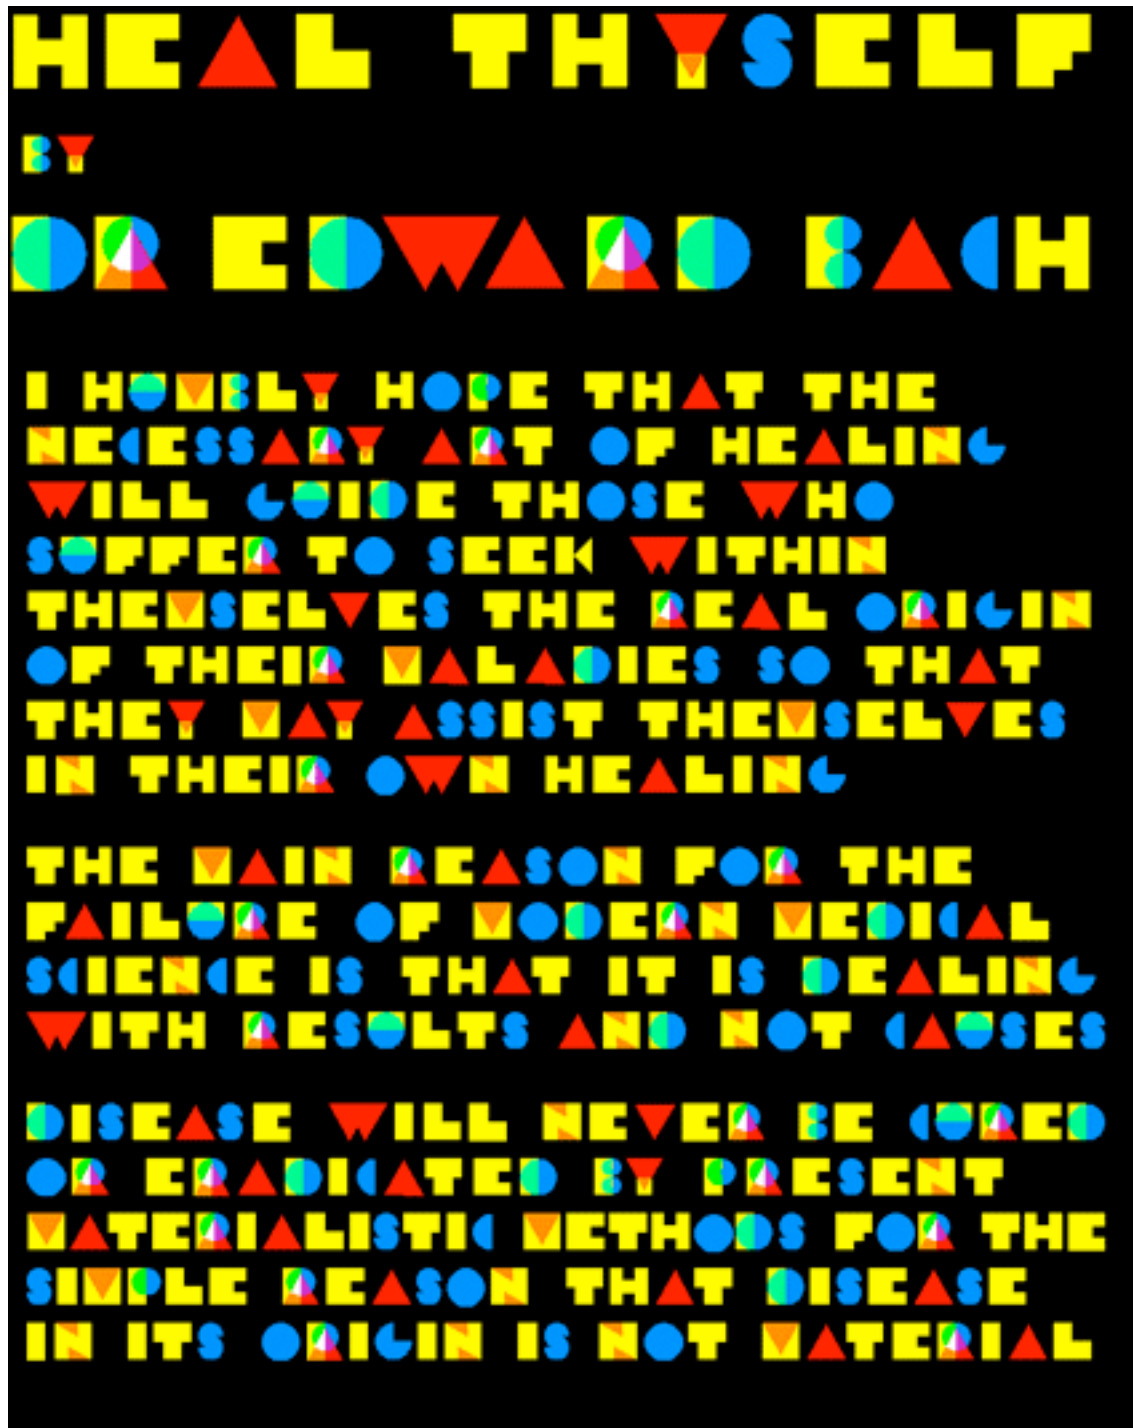 HEAL THYSELF
BY
DR EDWARD BACH
I HUMBLY HOPE THAT THE
NECESSARY ART OF HEALING
WILL GUIDE THOSE WHO
SUFFER TO SEEK WITHIN
THEMSELVES THE REAL ORIGIN
OF THEIR MALADIES SO THAT
THEY MAY ASSIST THEMSELVES
IN THEIR OWN HEALING
THE MAIN REASON FOR THE
FAILURE OF MODERN MEDICAL
SCIENCE IS THAT IT IS DEALING
WITH RESULTS AND NOT CAUSES
DISEASE WILL NEVER BE CURED
OR ERADICATED BY PRESENT
MATERIALISTIC METHODS FOR THE
SIMPLE REASON THAT DISEASE
IN ITS ORIGIN IS NOT MATERIAL